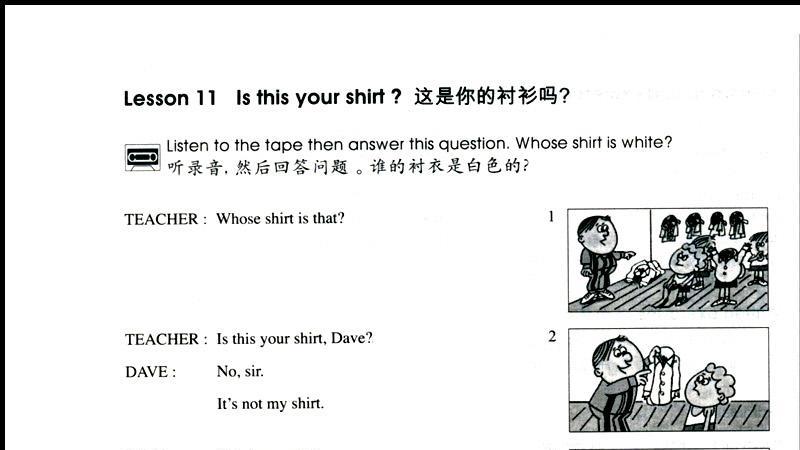 Lesson 11 Is this your shirt? 这是你的衬衫吗?
Listen to the tape then answer this question. Whose shirt is white?
听录音, 然后回答问题。谁的衬衣是白色的?
TEACHER : Whose shirt is that?
1
TEACHER : Is this your shirt, Dave?
2
DAVE : No, sir.
It's not my shirt.